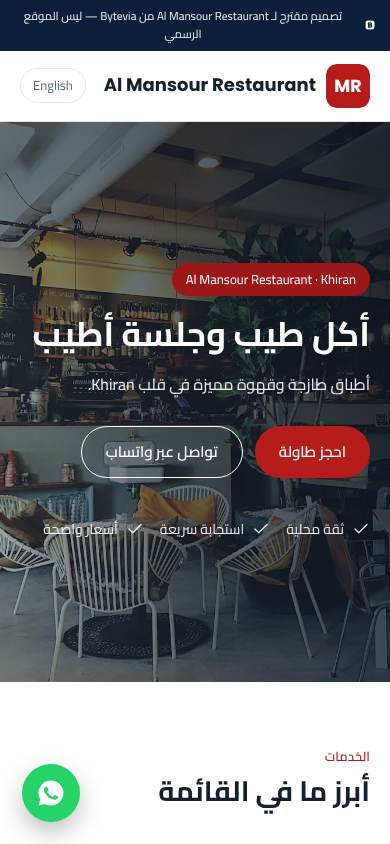 تصميم مقترح لـ Al Mansour Restaurant من Bytevia — ليس الموقع
الرسمي
B
MR
Al Mansour Restaurant
English
Al Mansour Restaurant · Khiran
أكل طيب وجلسة أطيب
أطباق طازجة وقهوة مميزة في قلب Khiran.
احجز طاولة
تواصل عبر واتساب
ثقة محلية
استجابة سريعة
أسعار واضحة
الخدمات
أبرز ما في القائمة